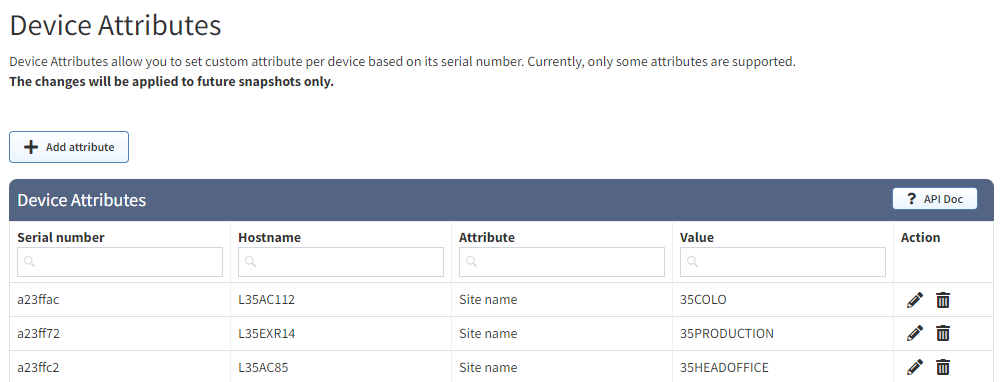 Device Attributes
Device Attributes allow you to set custom attribute per device based on its serial number. Currently, only some attributes are supported.
The changes will be applied to future snapshots only.
Add attribute
Device Attributes
? API Doc
Serial number Hostname Attribute Value Action
a23ffac L35AC112 Site name 35COLO
a23ff72 L35EXR14 Site name 35PRODUCTION
a23ffc2 L35AC85 Site name 35HEADOFFICE